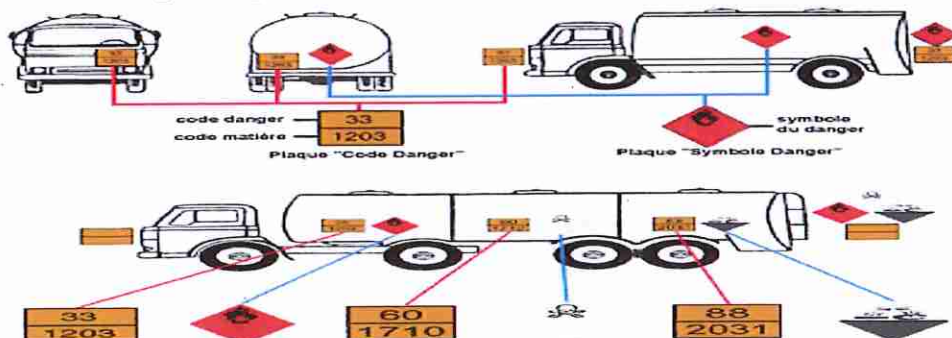 code danger
33
code matière
1203
Plaque "Code Danger"
symbole
du danger
Plaque "Symbole Danger"
33
1203
60
1710
88
2031